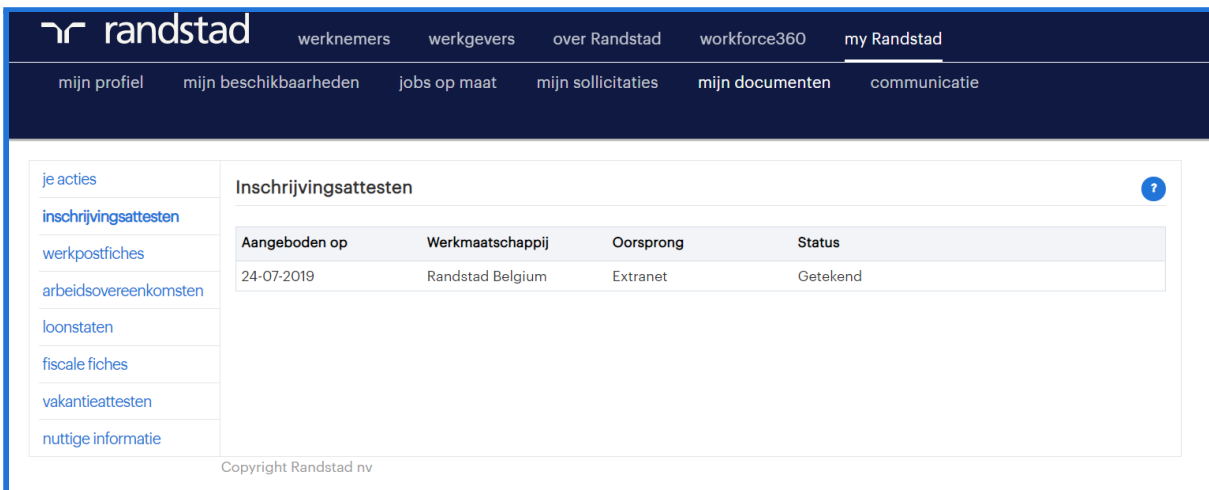 randstad werknemers werkgevers over Randstad workforce360 my Randstad
mijn profiel mijn beschikbaarheden jobs op maat mijn sollicitaties mijn documenten communicatie
je acties
inschrijvingsattesten
werkpostfiches
arbeidsovereenkomsten
loonstaten
fiscale fiches
vakantieattesten
nuttige informatie
Inschrijvingsattesten ?
Aangeboden op Werkmaatschappij Oorsprong Status
24-07-2019 Randstad Belgium Extranet Getekend
Copyright Randstad nv